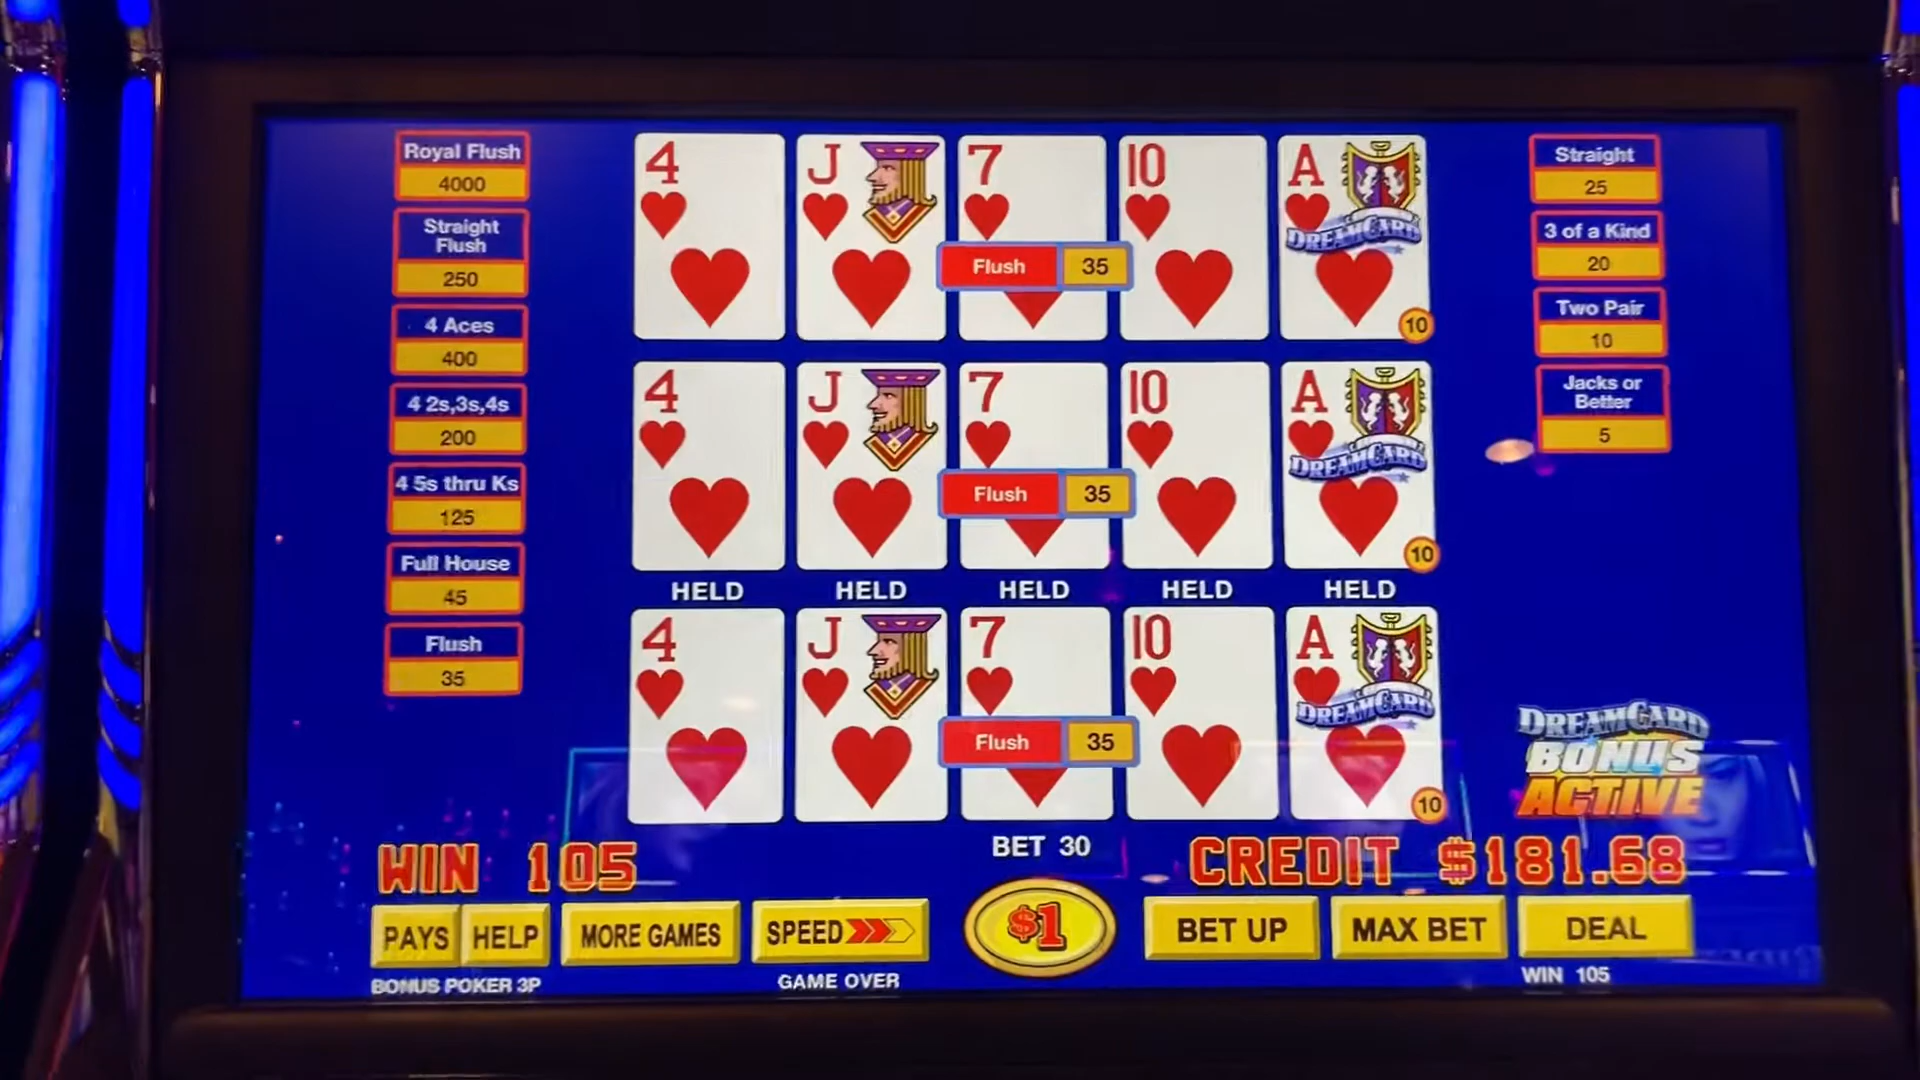 Royal Flush
4000
Straight
Flush
250
4 Aces
400
4 2s,3s,4s
200
4 5s thru Ks
125
Full House
45
Flush
35
4 J 7 10 A
DREAMCARD
Flush 35
10
4 J 7 10 A
DREAMCARD
Flush 35
10
HELD HELD HELD HELD HELD
4 J 7 10 A
DREAMCARD
Flush 35
10
Straight
25
3 of a Kind
20
Two Pair
10
Jacks or
Better
5
DREAMCARD
BONUS
ACTIVE
WIN 105
BET 30
CREDIT $181.68
PAYS HELP MORE GAMES SPEED $1 BET UP MAX BET DEAL
BONUS POKER 3P
GAME OVER
WIN 105